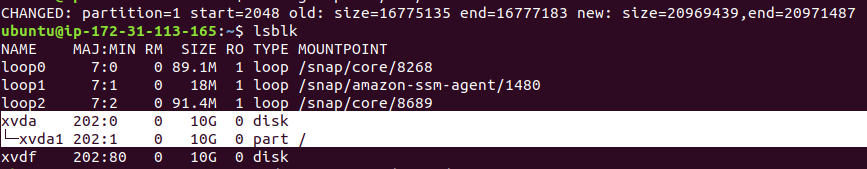 CHANGED: partition=1 start=2048 old: size=16775135 end=16777183 new: size=20969439,end=20971487
ubuntu@ip-172-31-113-165:~$ lsblk
NAME    MAJ:MIN RM  SIZE RO TYPE MOUNTPOINT
loop0     7:0    0 89.1M  1 loop /snap/core/8268
loop1     7:1    0   18M  1 loop /snap/amazon-ssm-agent/1480
loop2     7:2    0 91.4M  1 loop /snap/core/8689
xvda    202:0    0   10G  0 disk
└─xvda1 202:1    0   10G  0 part /
xvdf    202:80   0   10G  0 disk